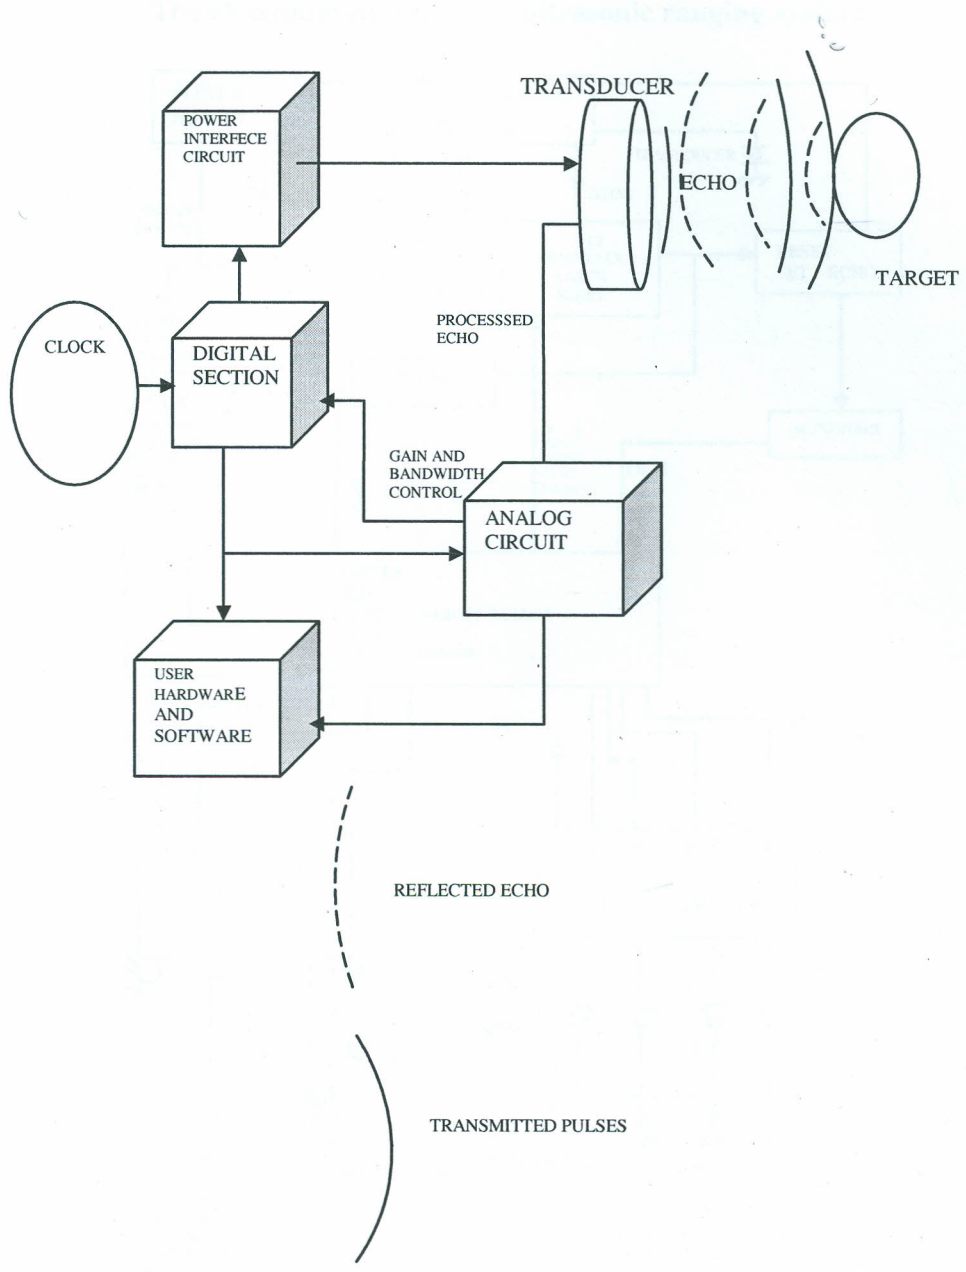 TRANSDUCER
POWER
INTERFECE
CIRCUIT
ECHO
TARGET
PROCESSSED
ECHO
CLOCK
DIGITAL
SECTION
GAIN AND
BANDWIDTH
CONTROL
ANALOG
CIRCUIT
USER
HARDWARE
AND
SOFTWARE
REFLECTED ECHO
TRANSMITTED PULSES